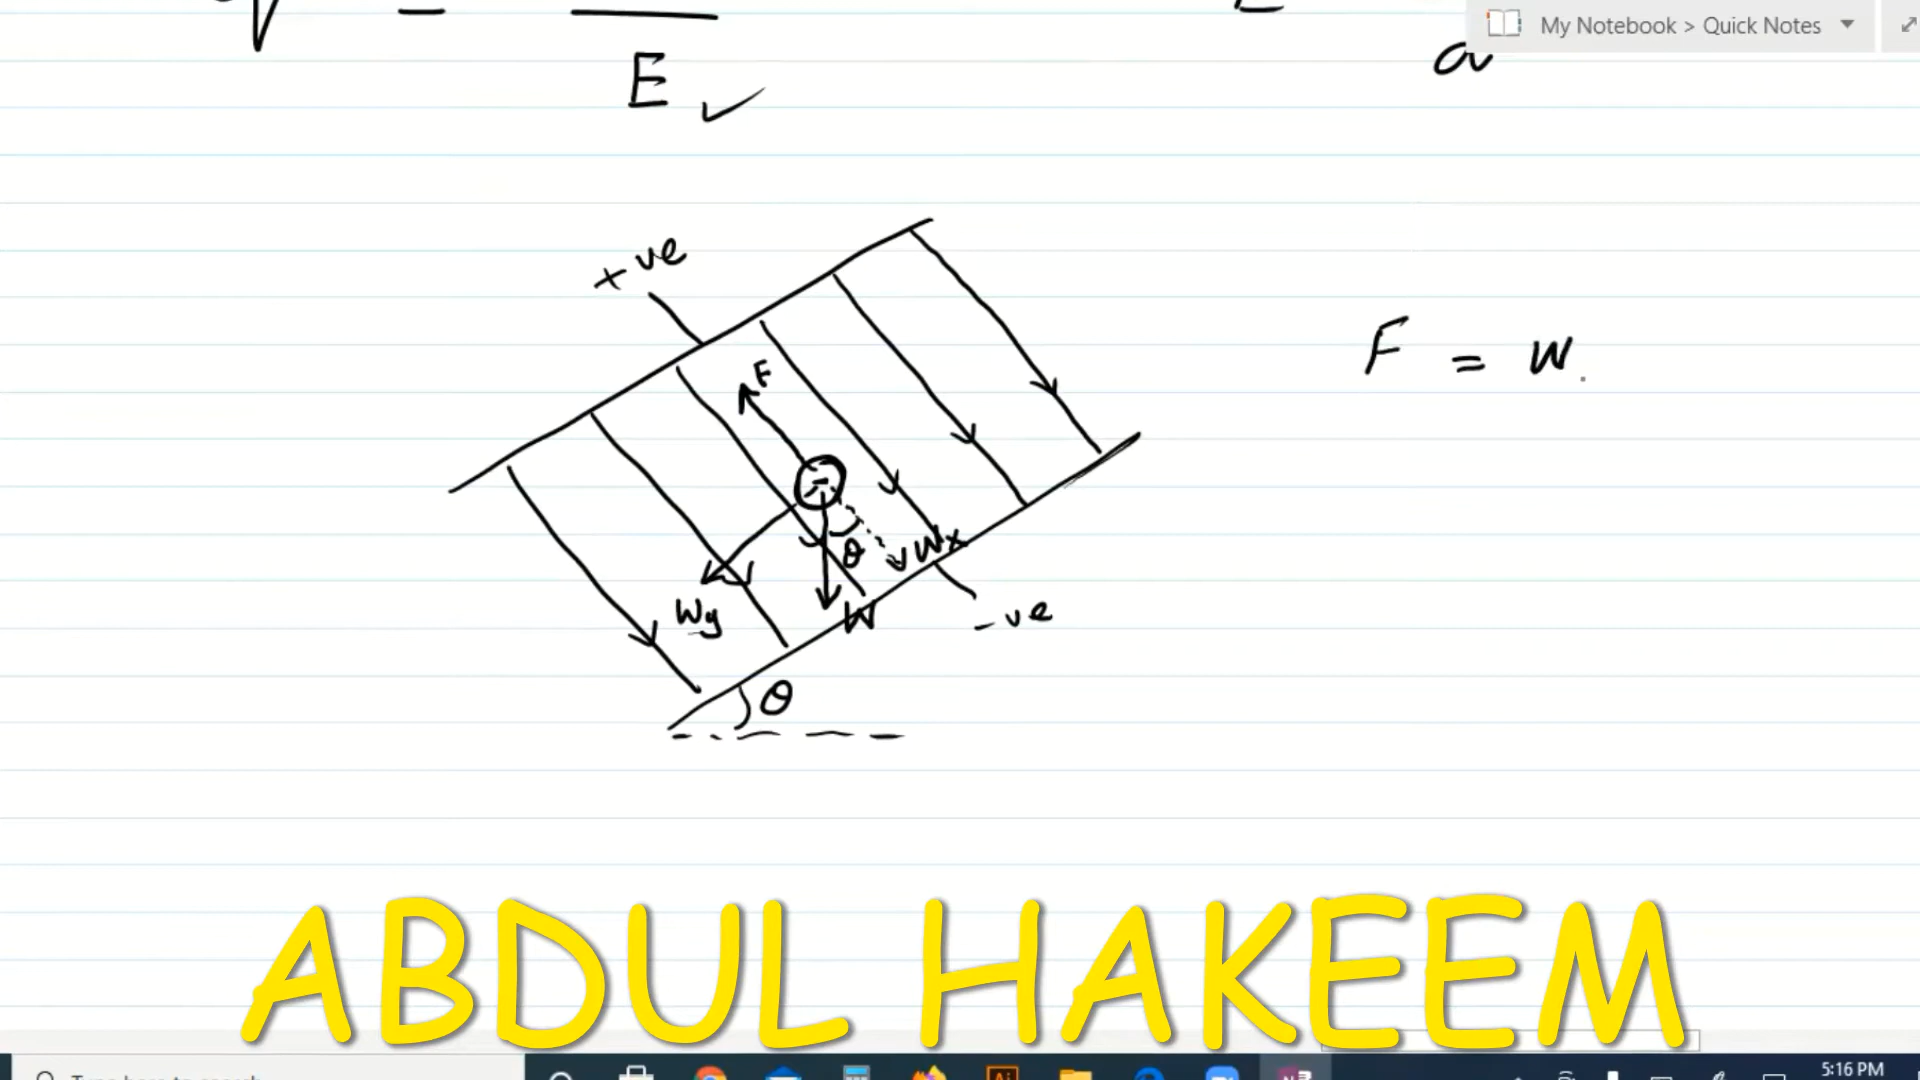 My Notebook > Quick Notes
E
a
+ve
F
F = W
θ
Wx
Wy
W
-ve
θ
ABDUL HAKEEM
5:16 PM